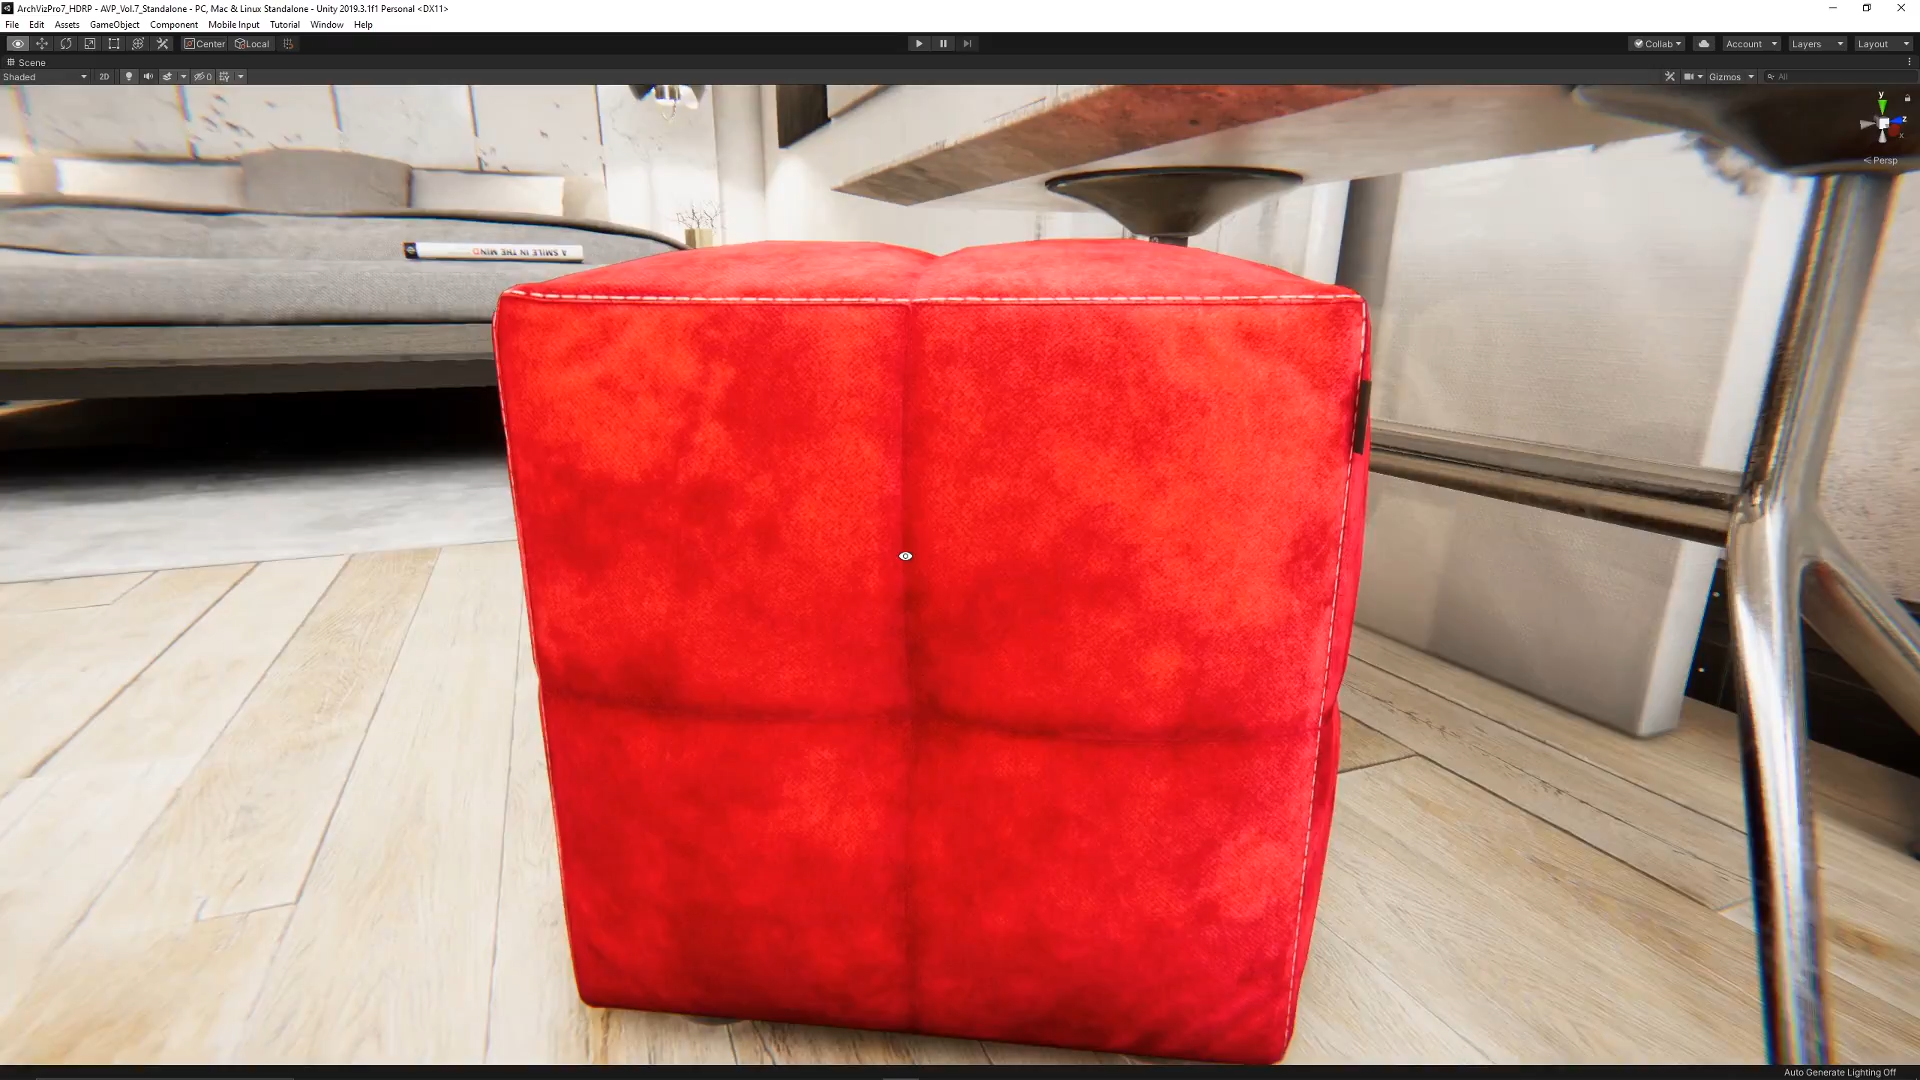 ArchVizPro7_HDRP - AVP_Vol.7_Standalone - PC, Mac & Linux Standalone - Unity 2019.3.1f1 Personal <DX11>
File Edit Assets GameObject Component Mobile Input Tutorial Window Help
Center Local Collab Account Layers Layout
Scene
Shaded 2D 0 Gizmos All
y
z
x
< Persp
A SMILE IN THE MIND
Auto Generate Lighting Off